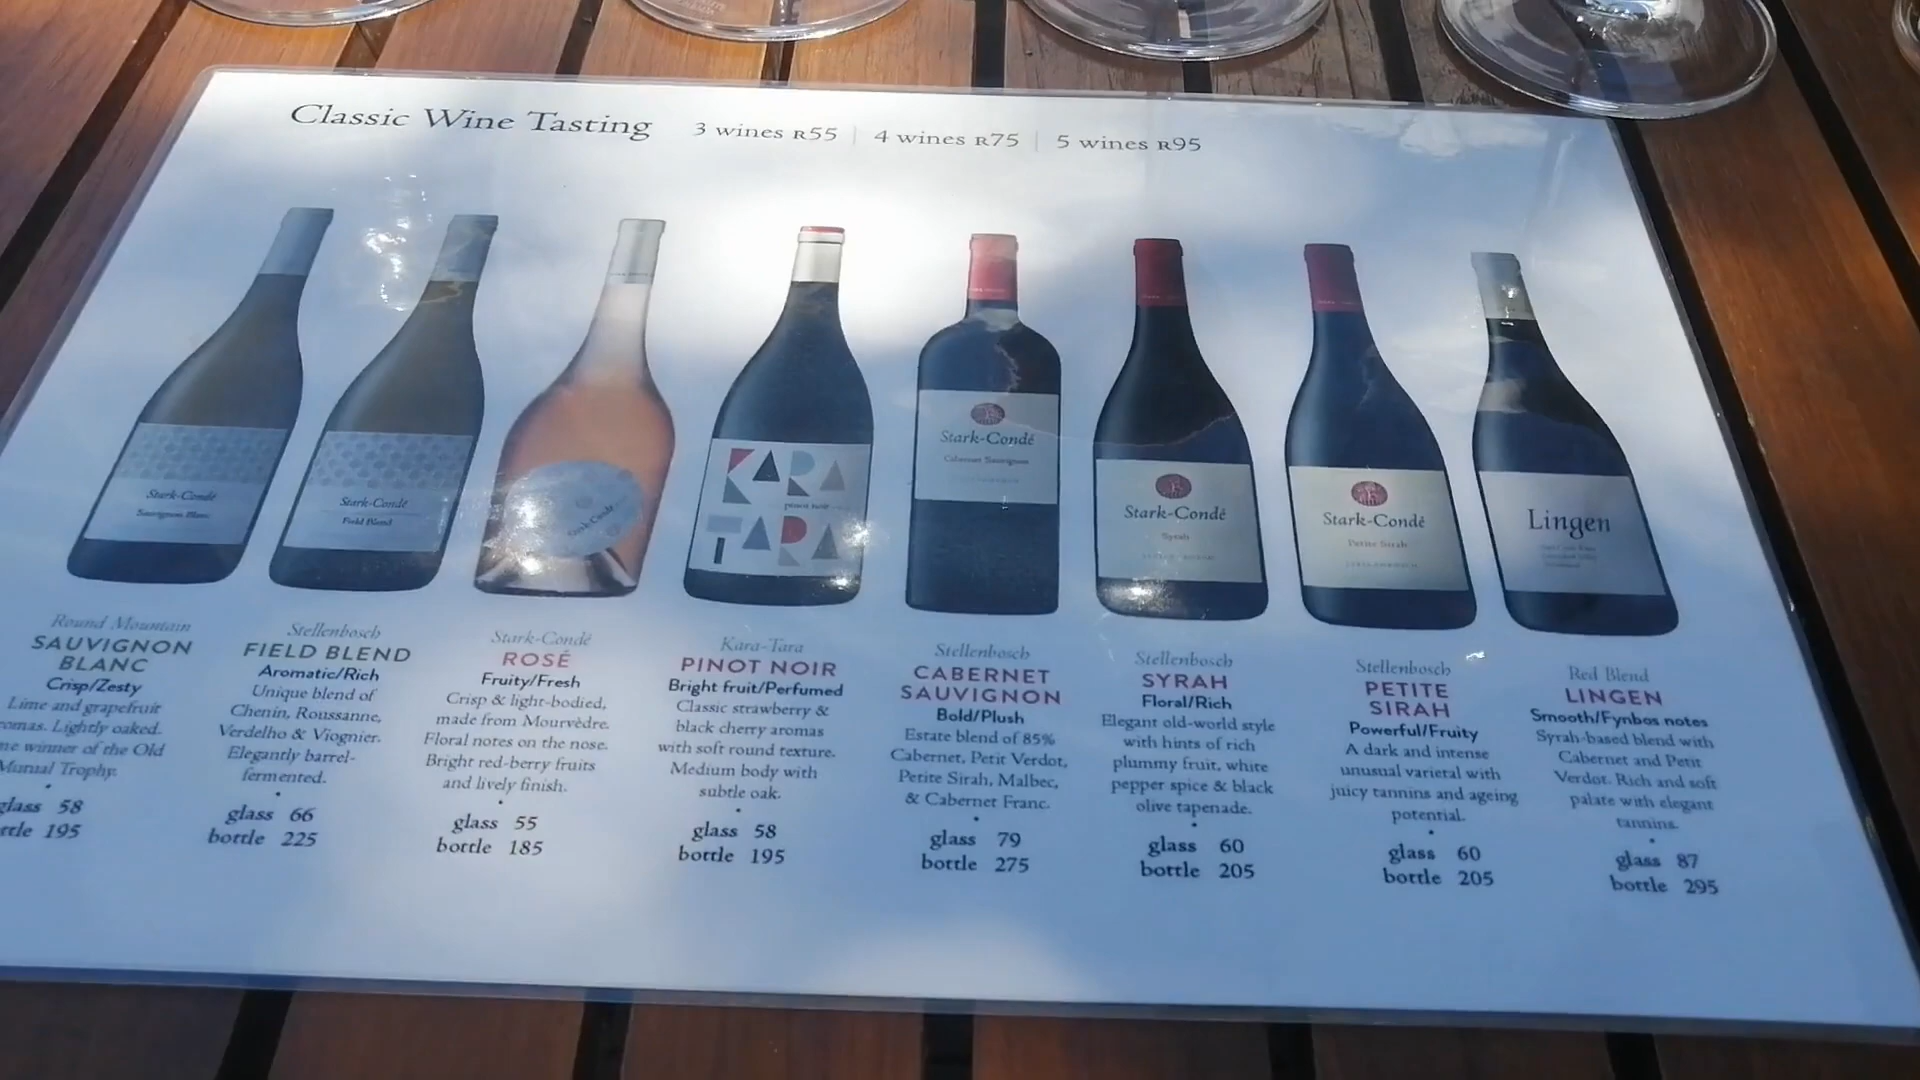 Classic Wine Tasting 3 wines R55 | 4 wines R75 | 5 wines R95
Stark-Condé
Sauvignon Blanc
Stark-Condé
Field Blend
KARA
pinot noir
TARA
Stark-Condé
Cabernet Sauvignon
Stark-Condé
Syrah
Stark-Condé
Petite Sirah
Lingen
Round Mountain
SAUVIGNON
BLANC
Crisp/Zesty
Lime and grapefruit
Lightly oaked.
winner of the Old
Mutual Trophy.
glass 58
195
Stellenbosch
FIELD BLEND
Aromatic/Rich
Unique blend of
Chenin, Roussanne,
Verdelho & Viognier.
Elegantly barrel-
fermented.
glass 66
bottle 225
Stark-Condé
ROSÉ
Fruity/Fresh
Crisp & light-bodied,
made from Mourvèdre.
Floral notes on the nose.
Bright red-berry fruits
and lively finish.
glass 55
bottle 185
Kara-Tara
PINOT NOIR
Bright fruit/Perfumed
Classic strawberry &
black cherry aromas
with soft round texture.
Medium body with
subtle oak.
glass 58
bottle 195
Stellenbosch
CABERNET
SAUVIGNON
Bold/Plush
Estate blend of 85%
Cabernet, Petit Verdot,
Petite Sirah, Malbec,
& Cabernet Franc.
glass 79
bottle 275
Stellenbosch
SYRAH
Floral/Rich
Elegant old-world style
with hints of rich
plummy fruit, white
pepper spice & black
olive tapenade.
glass 60
bottle 205
Stellenbosch
PETITE
SIRAH
Powerful/Fruity
A dark and intense
unusual varietal with
juicy tannins and ageing
potential.
glass 60
bottle 205
Red Blend
LINGEN
Smooth/Fynbos notes
Syrah-based blend with
Cabernet and Petit
Verdot. Rich and soft
palate with elegant
tannins.
glass 87
bottle 295